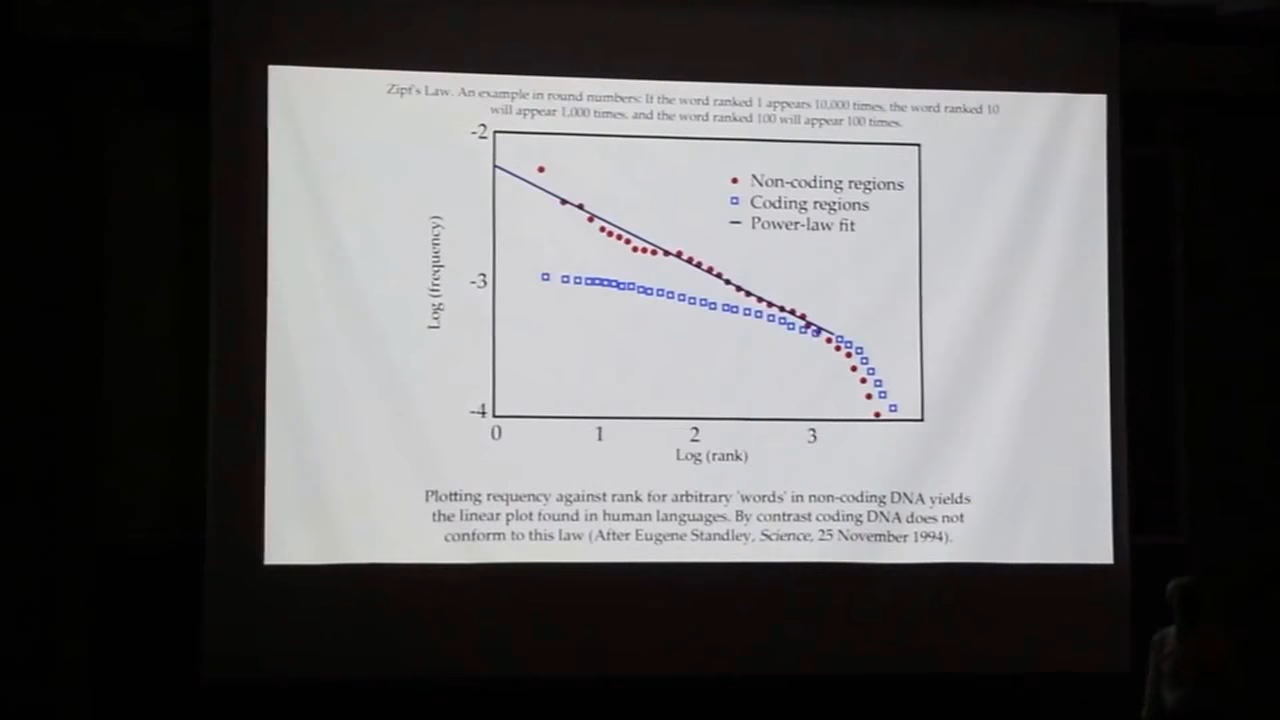 Zipf's Law. An example in round numbers: If the word ranked 1 appears 10,000 times, the word ranked 10
will appear 1,000 times, and the word ranked 100 will appear 100 times.
-2
Non-coding regions
Coding regions
Power-law fit
Log (frequency)
-3
-4
0 1 2 3
Log (rank)
Plotting requency against rank for arbitrary 'words' in non-coding DNA yields
the linear plot found in human languages. By contrast coding DNA does not
conform to this law (After Eugene Standley, Science, 25 November 1994).